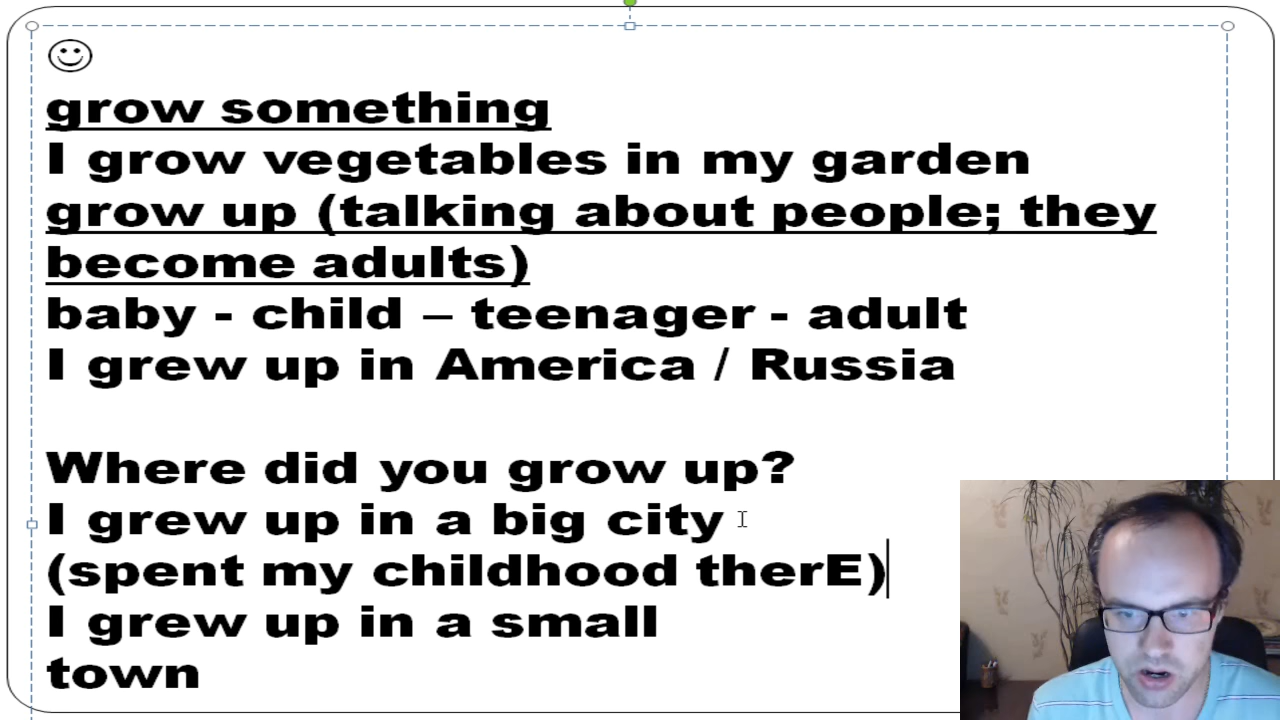 grow something
I grow vegetables in my garden
grow up (talking about people; they
become adults)
baby - child – teenager - adult
I grew up in America / Russia
Where did you grow up?
I grew up in a big city
(spent my childhood therE)
I grew up in a small
town